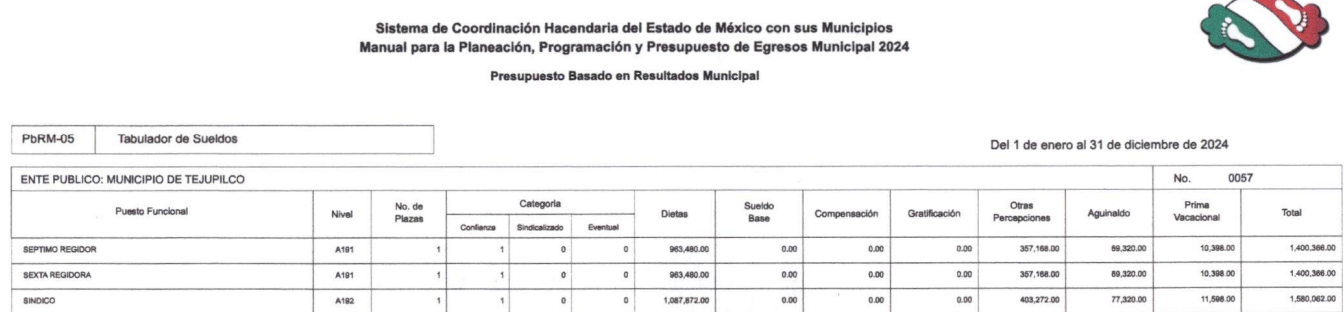 Sistema de Coordinación Hacendaria del Estado de México con sus Municipios
Manual para la Planeación, Programación y Presupuesto de Egresos Municipal 2024
Presupuesto Basado en Resultados Municipal
PbRM-05 Tabulador de Sueldos
Del 1 de enero al 31 de diciembre de 2024
ENTE PUBLICO: MUNICIPIO DE TEJUPILCO No. 0057
Puesto Funcional Nivel No. de Plazas Categoria Dietas Sueldo Base Compensación Gratificación Otras Percepciones Aguinaldo Prima Vacacional Total
Confianza Sindicalizado Eventual
SEPTIMO REGIDOR A191 1 1 0 0 963,480.00 0.00 0.00 0.00 357,168.00 69,320.00 10,398.00 1,400,366.00
SEXTA REGIDORA A191 1 1 0 0 963,480.00 0.00 0.00 0.00 357,168.00 69,320.00 10,398.00 1,400,366.00
SINDICO A192 1 1 0 0 1,087,872.00 0.00 0.00 0.00 403,272.00 77,320.00 11,598.00 1,580,062.00